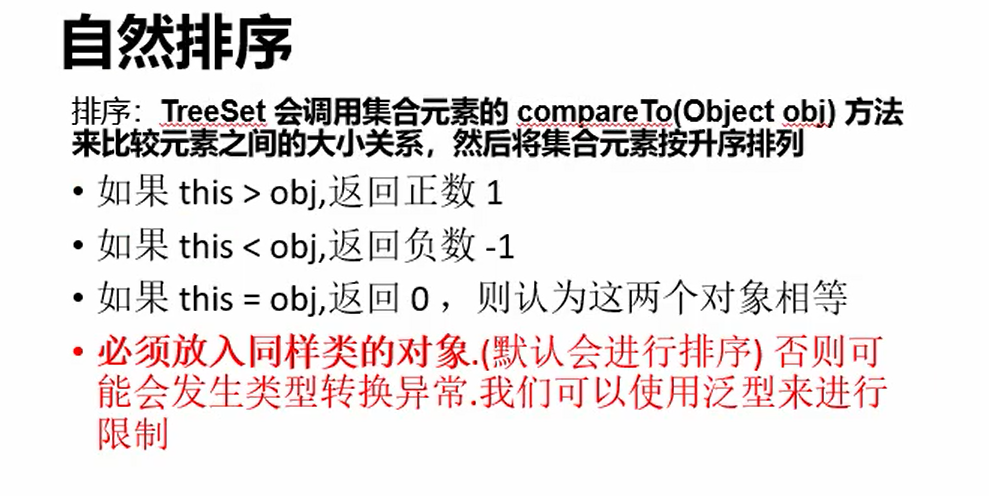 自然排序
排序：TreeSet 会调用集合元素的 compareTo(Object obj) 方法
来比较元素之间的大小关系，然后将集合元素按升序排列
• 如果 this > obj,返回正数 1
• 如果 this < obj,返回负数 -1
• 如果 this = obj,返回 0 ，则认为这两个对象相等
• 必须放入同样类的对象.(默认会进行排序) 否则可
能会发生类型转换异常.我们可以使用泛型来进行
限制